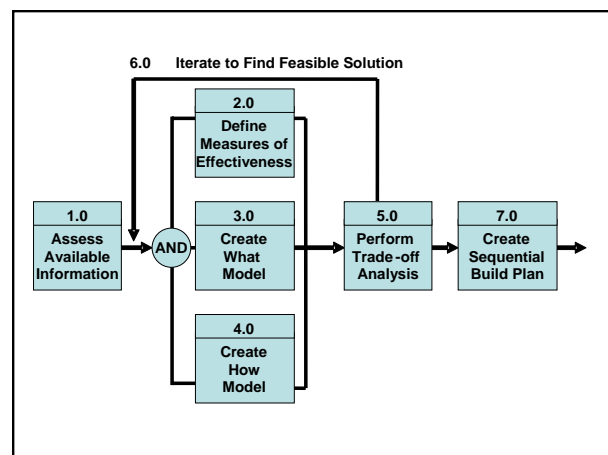 6.0 Iterate to Find Feasible Solution
2.0
Define
Measures of
Effectiveness
1.0
Assess
Available
Information
AND
3.0
Create
What
Model
4.0
Create
How
Model
5.0
Perform
Trade-off
Analysis
7.0
Create
Sequential
Build Plan